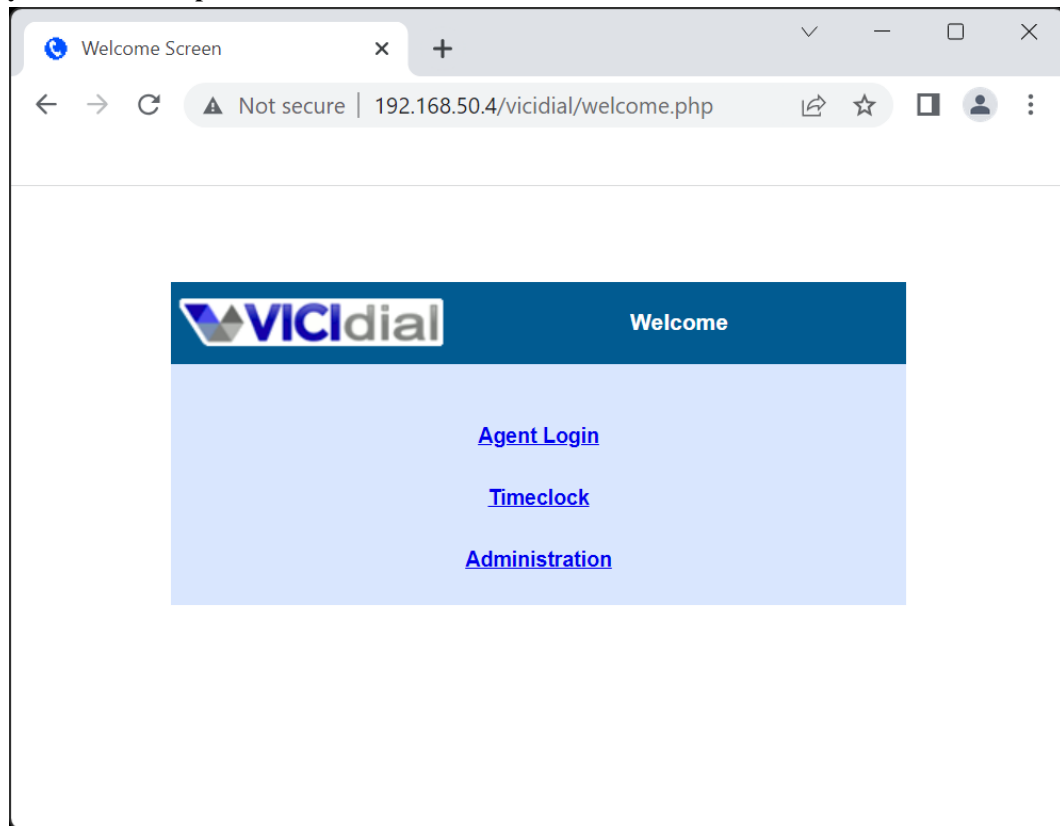 Welcome Screen
Not secure | 192.168.50.4/vicidial/welcome.php
VICIdial
Welcome
Agent Login
Timeclock
Administration